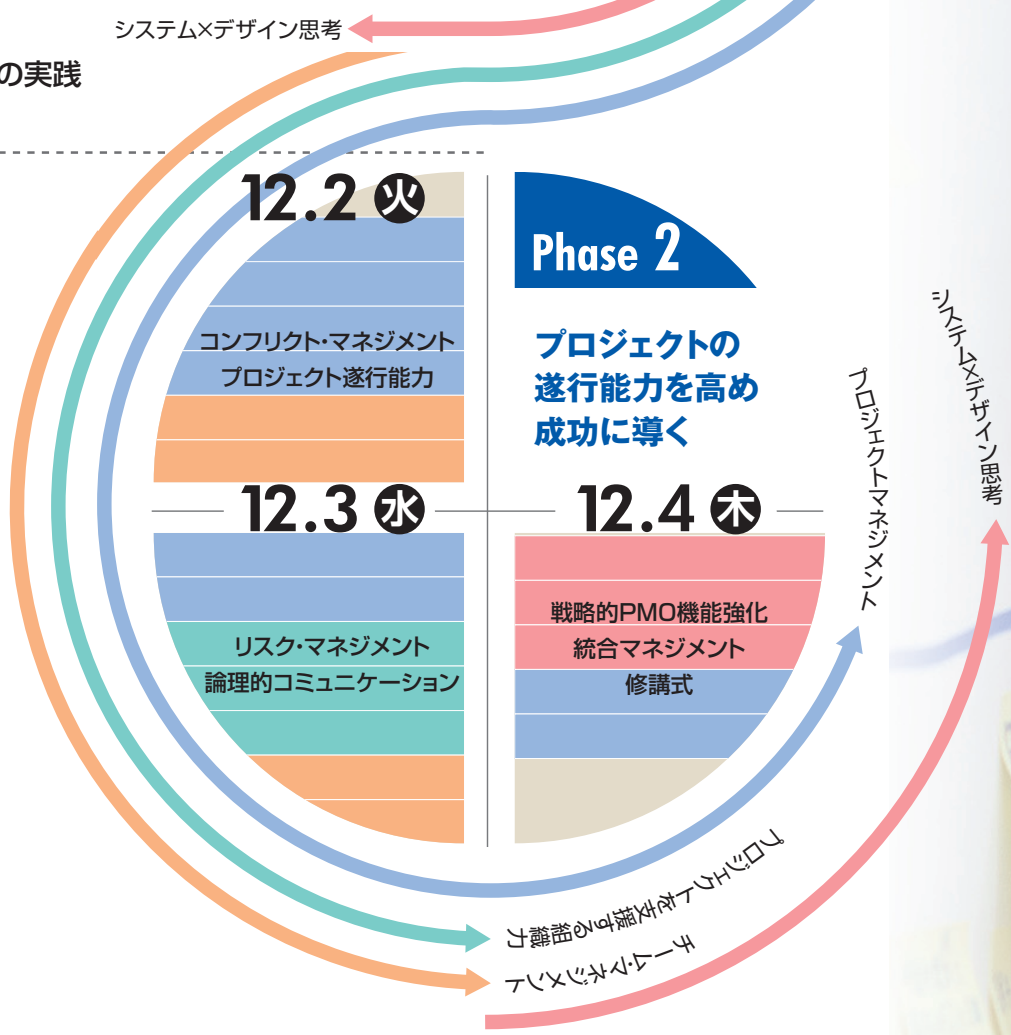 システム×デザイン思考
の実践
12.2 火
コンフリクト・マネジメント
プロジェクト遂行能力
Phase 2
プロジェクトの
遂行能力を高め
成功に導く
12.3 水
リスク・マネジメント
論理的コミュニケーション
12.4 木
戦略的PMO機能強化
統合マネジメント
修講式
プロジェクトマネジメント
システム×デザイン思考
プロジェクトを支援する組織力
チーム・マネジメント